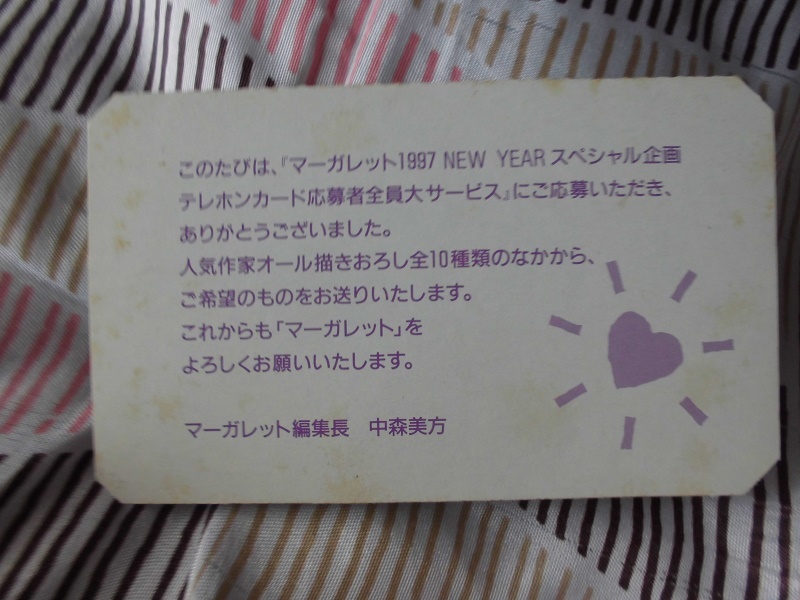 このたびは、『マーガレット1997 NEW YEAR スペシャル企画
テレホンカード応募者全員大サービス』にご応募いただき、
ありがとうございました。
人気作家オール描きおろし全10種類のなかから、
ご希望のものをお送りいたします。
これからも「マーガレット」を
よろしくお願いいたします。
マーガレット編集長 中森美方